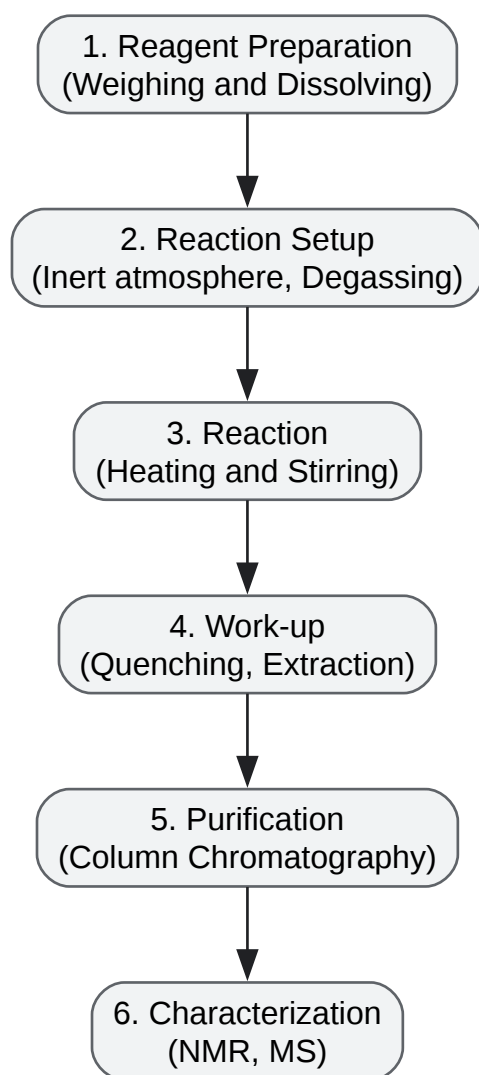 1. Reagent Preparation
(Weighing and Dissolving)
2. Reaction Setup
(Inert atmosphere, Degassing)
3. Reaction
(Heating and Stirring)
4. Work-up
(Quenching, Extraction)
5. Purification
(Column Chromatography)
6. Characterization
(NMR, MS)